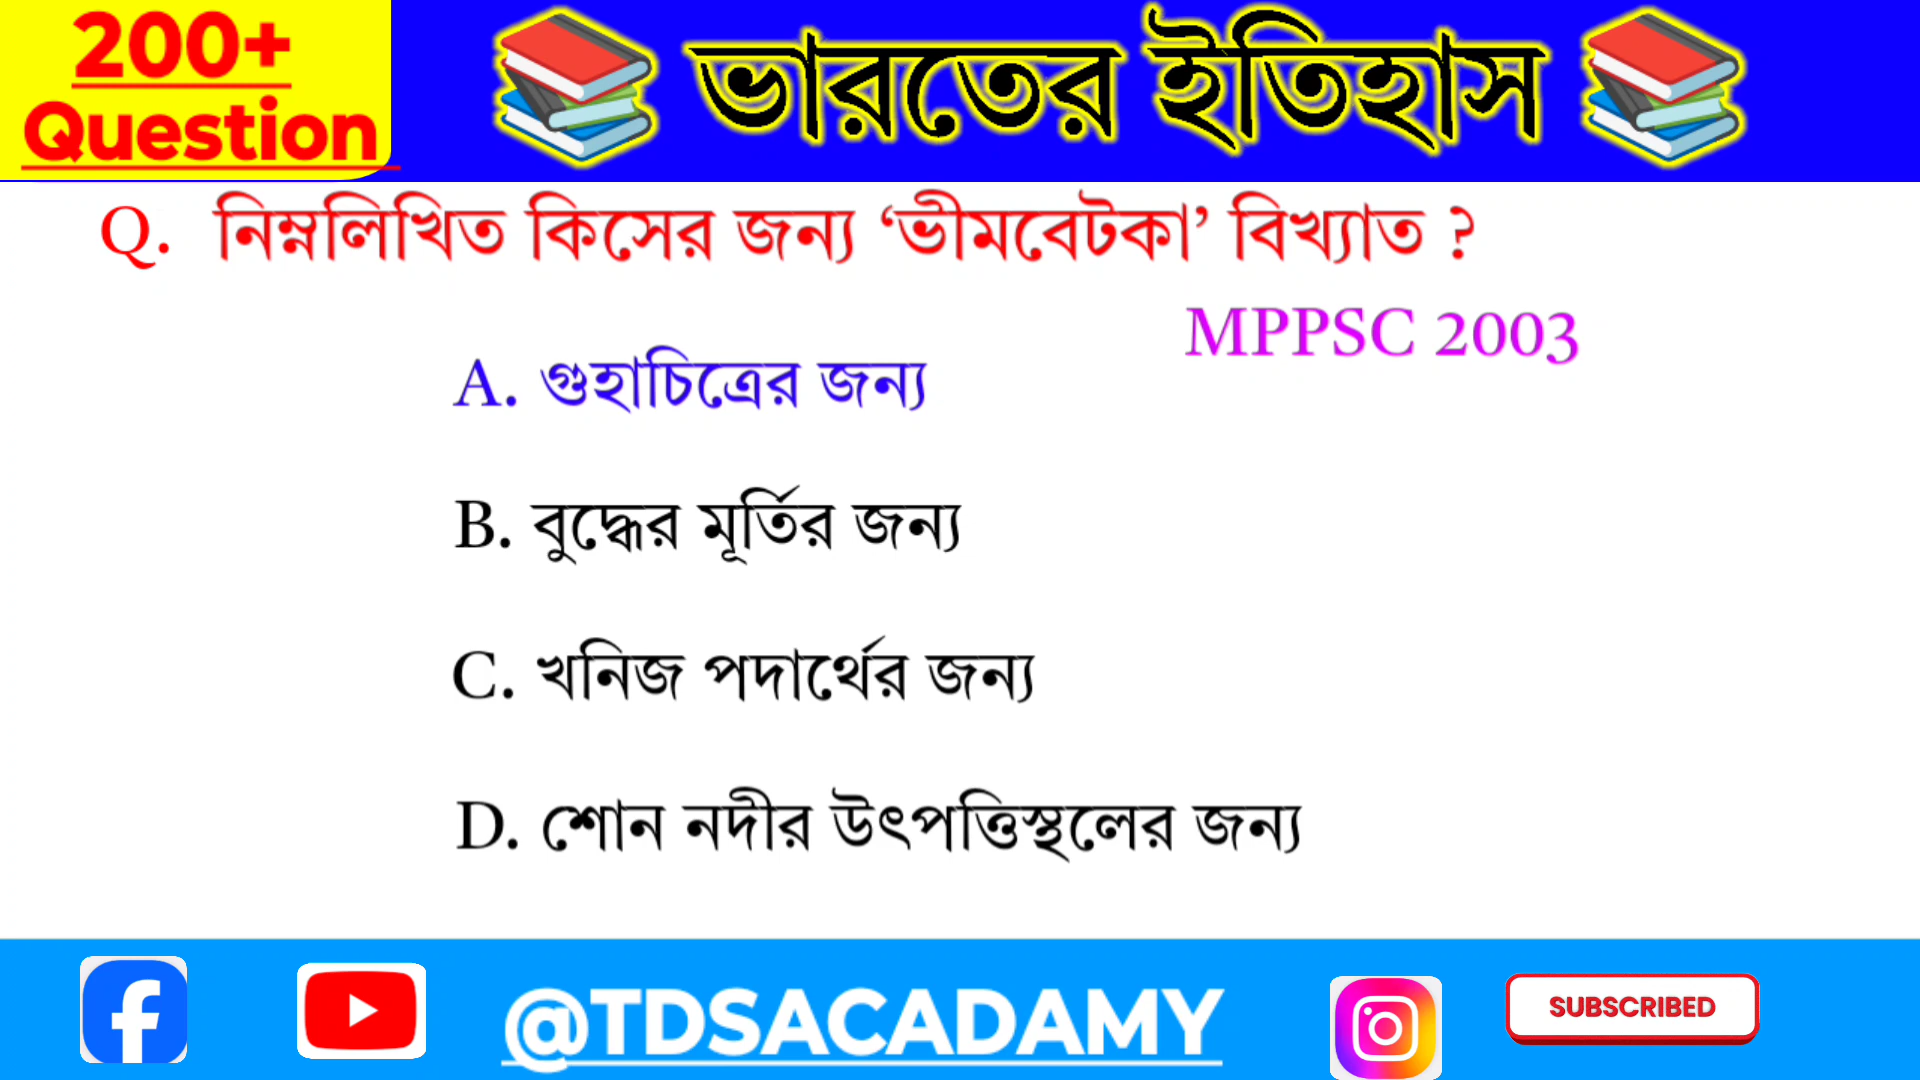 200+
Question
ভারতের ইতিহাস
Q. নিম্নলিখিত কিসের জন্য ‘ভীমবেটকা’ বিখ্যাত ?
MPPSC 2003
A. গুহাচিত্রের জন্য
B. বুদ্ধের মূর্তির জন্য
C. খনিজ পদার্থের জন্য
D. শোন নদীর উৎপত্তিস্থলের জন্য
@TDSACADAMY
SUBSCRIBED